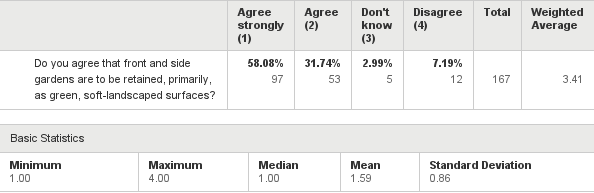 Agree strongly (1) Agree (2) Don't know (3) Disagree (4) Total Weighted Average
Do you agree that front and side gardens are to be retained, primarily, as green, soft-landscaped surfaces? 58.08% 97 31.74% 53 2.99% 5 7.19% 12 167 3.41
Basic Statistics
Minimum Maximum Median Mean Standard Deviation
1.00 4.00 1.00 1.59 0.86